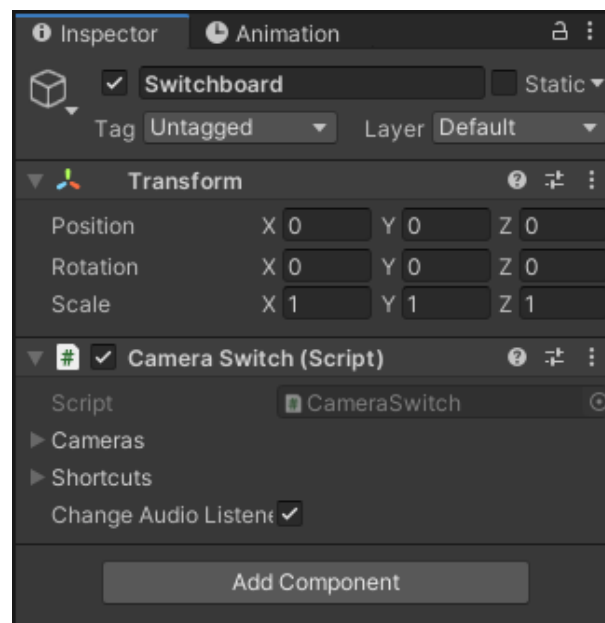 Inspector Animation
Switchboard Static
Tag Untagged Layer Default
Transform
Position X 0 Y 0 Z 0
Rotation X 0 Y 0 Z 0
Scale X 1 Y 1 Z 1
# Camera Switch (Script)
Script # CameraSwitch
Cameras
Shortcuts
Change Audio Listene
Add Component